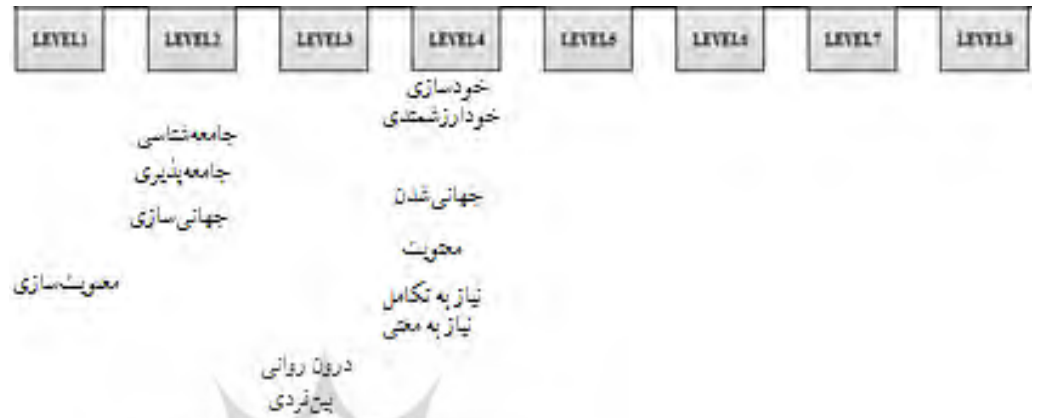 LEVEL1 LEVEL2 LEVEL3 LEVEL4 LEVEL5 LEVEL6 LEVEL7 LEVEL8
خودسازی
خودارزشمندی
جامعه‌شناسی
جامعه‌پذیری
جهانی‌شدن
جهانی‌سازی
معنویت
معنویت‌سازی
نیاز به تکامل
نیاز به معنی
درون روانی
بین‌فردی